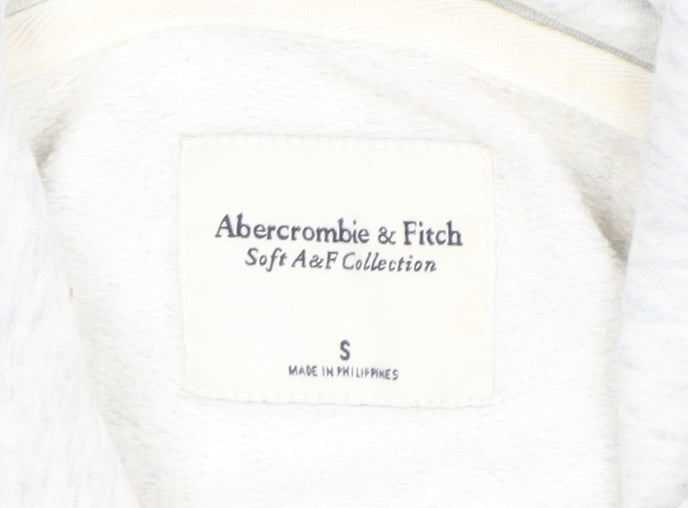 Abercrombie & Fitch
Soft A&F Collection
S
MADE IN PHILIPPINES